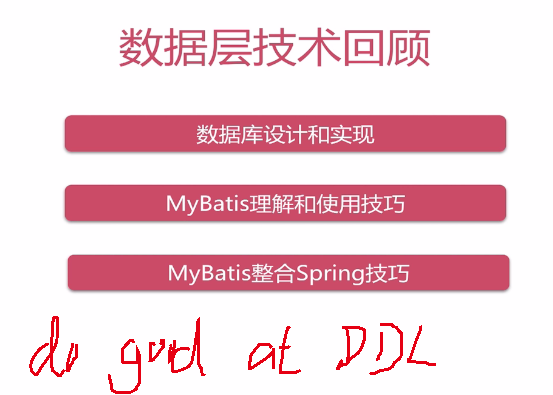 数据层技术回顾
数据库设计和实现
MyBatis理解和使用技巧
MyBatis整合Spring技巧
do good at DDL